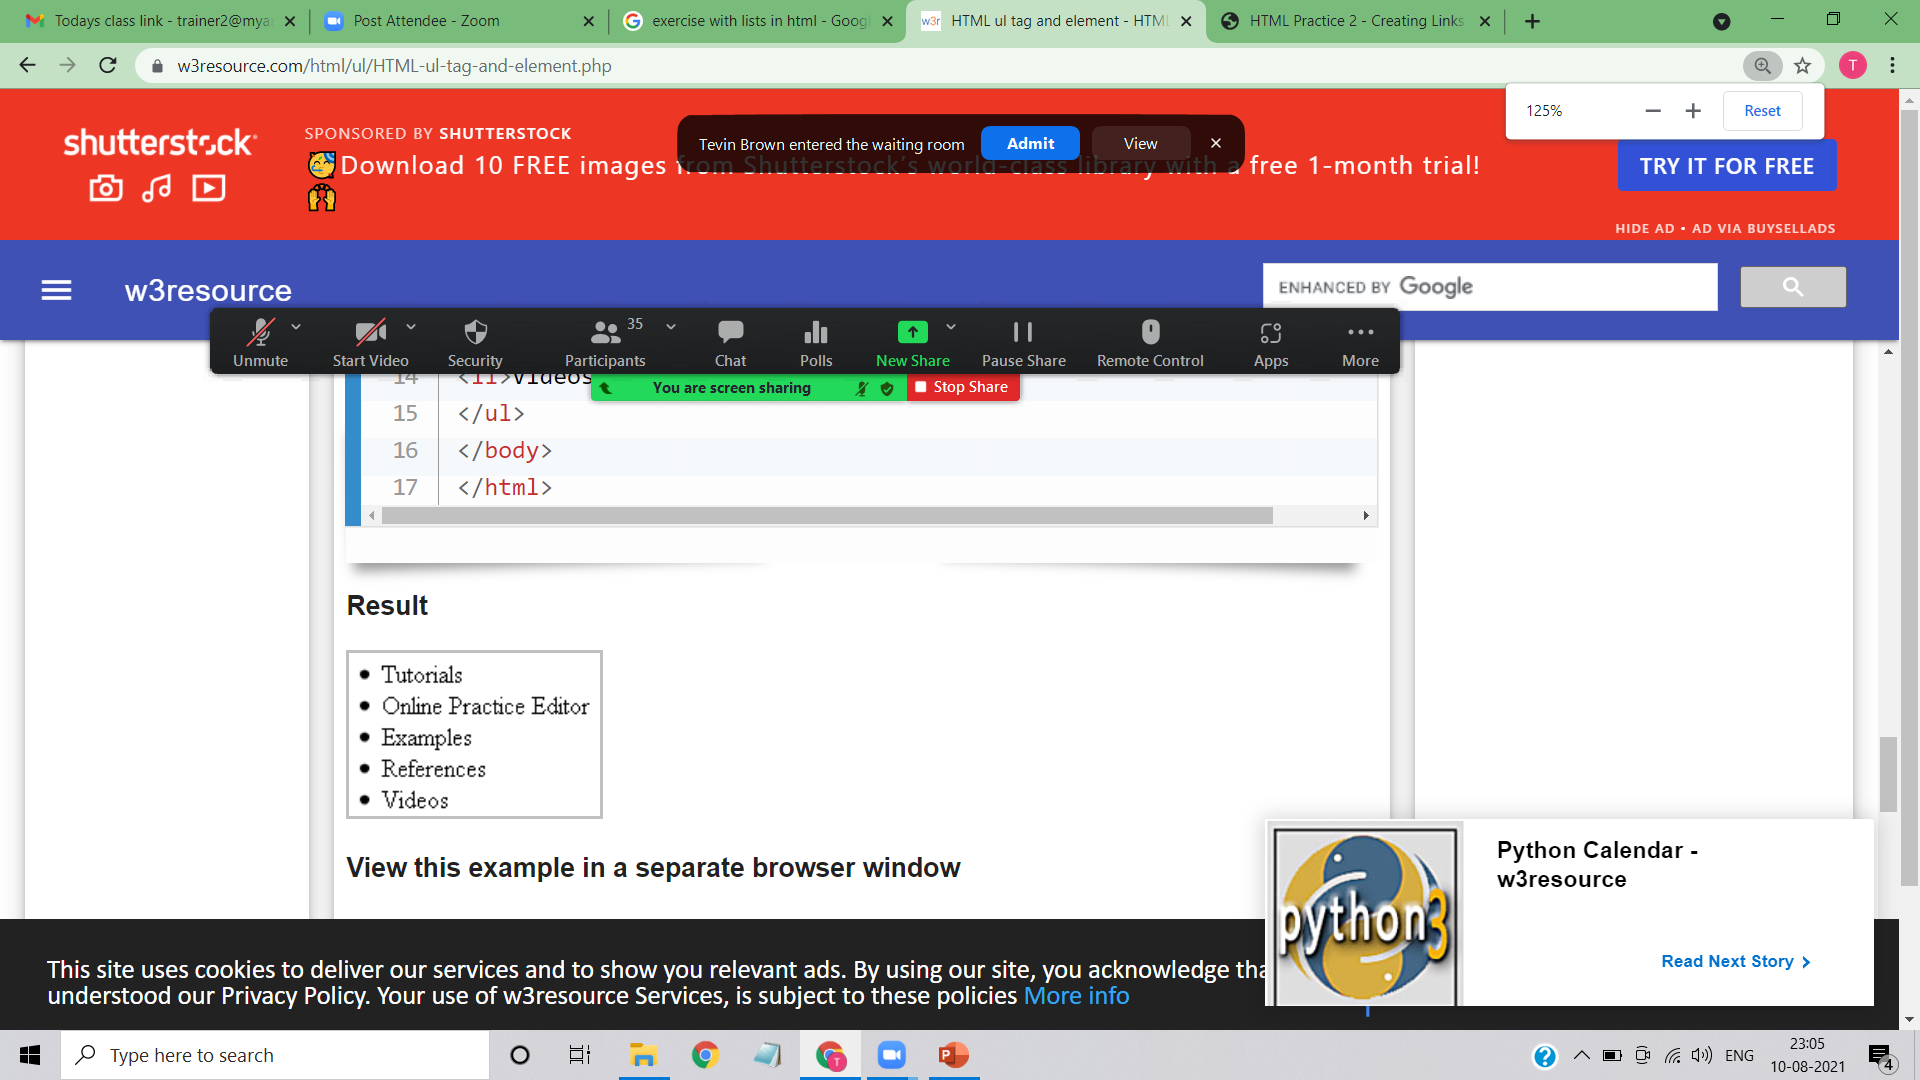 Todays class link - trainer2@mya
Post Attendee - Zoom
exercise with lists in html - Goog
w3r HTML ul tag and element - HTML
HTML Practice 2 - Creating Links
w3resource.com/html/ul/HTML-ul-tag-and-element.php
T
125%
Reset
shutterstock
SPONSORED BY SHUTTERSTOCK
Download 10 FREE images from Shutterstock's world-class library with a free 1-month trial!
Tevin Brown entered the waiting room
Admit
View
TRY IT FOR FREE
HIDE AD • AD VIA BUYSELLADS
w3resource
ENHANCED BY Google
Unmute
Start Video
Security
Participants
35
Chat
Polls
New Share
Pause Share
Remote Control
Apps
More
You are screen sharing
Stop Share
14 <li>Videos
15 </ul>
16 </body>
17 </html>
Result
Tutorials
Online Practice Editor
Examples
References
Videos
View this example in a separate browser window
python3
Python Calendar -
w3resource
Read Next Story
This site uses cookies to deliver our services and to show you relevant ads. By using our site, you acknowledge tha
understood our Privacy Policy. Your use of w3resource Services, is subject to these policies More info
Type here to search
T
ENG
23:05
10-08-2021
4